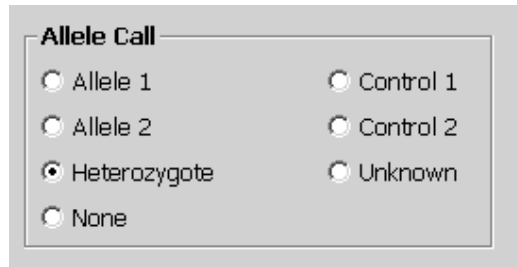 Allele Call
Allele 1
Control 1
Allele 2
Control 2
Heterozygote
Unknown
None